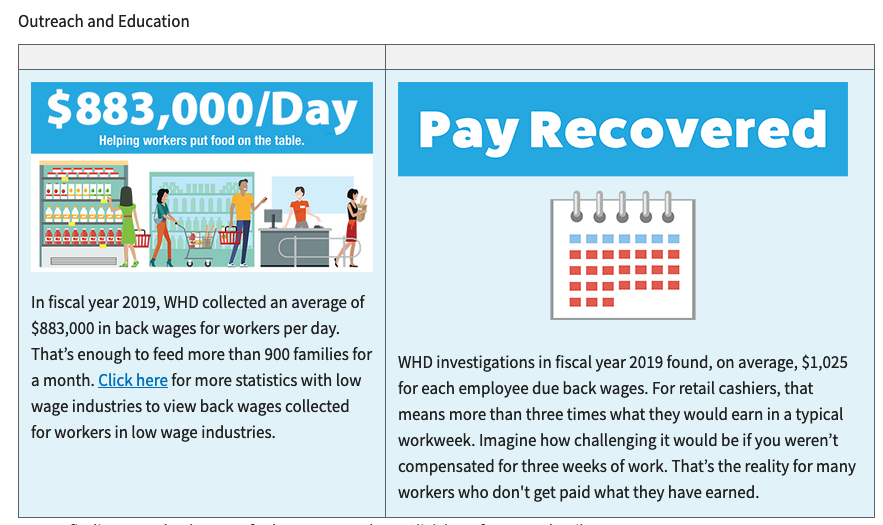 Outreach and Education
$883,000/Day
Helping workers put food on the table.
In fiscal year 2019, WHD collected an average of
$883,000 in back wages for workers per day.
That’s enough to feed more than 900 families for
a month. Click here for more statistics with low
wage industries to view back wages collected
for workers in low wage industries.
Pay Recovered
WHD investigations in fiscal year 2019 found, on average, $1,025
for each employee due back wages. For retail cashiers, that
means more than three times what they would earn in a typical
workweek. Imagine how challenging it would be if you weren’t
compensated for three weeks of work. That’s the reality for many
workers who don't get paid what they have earned.